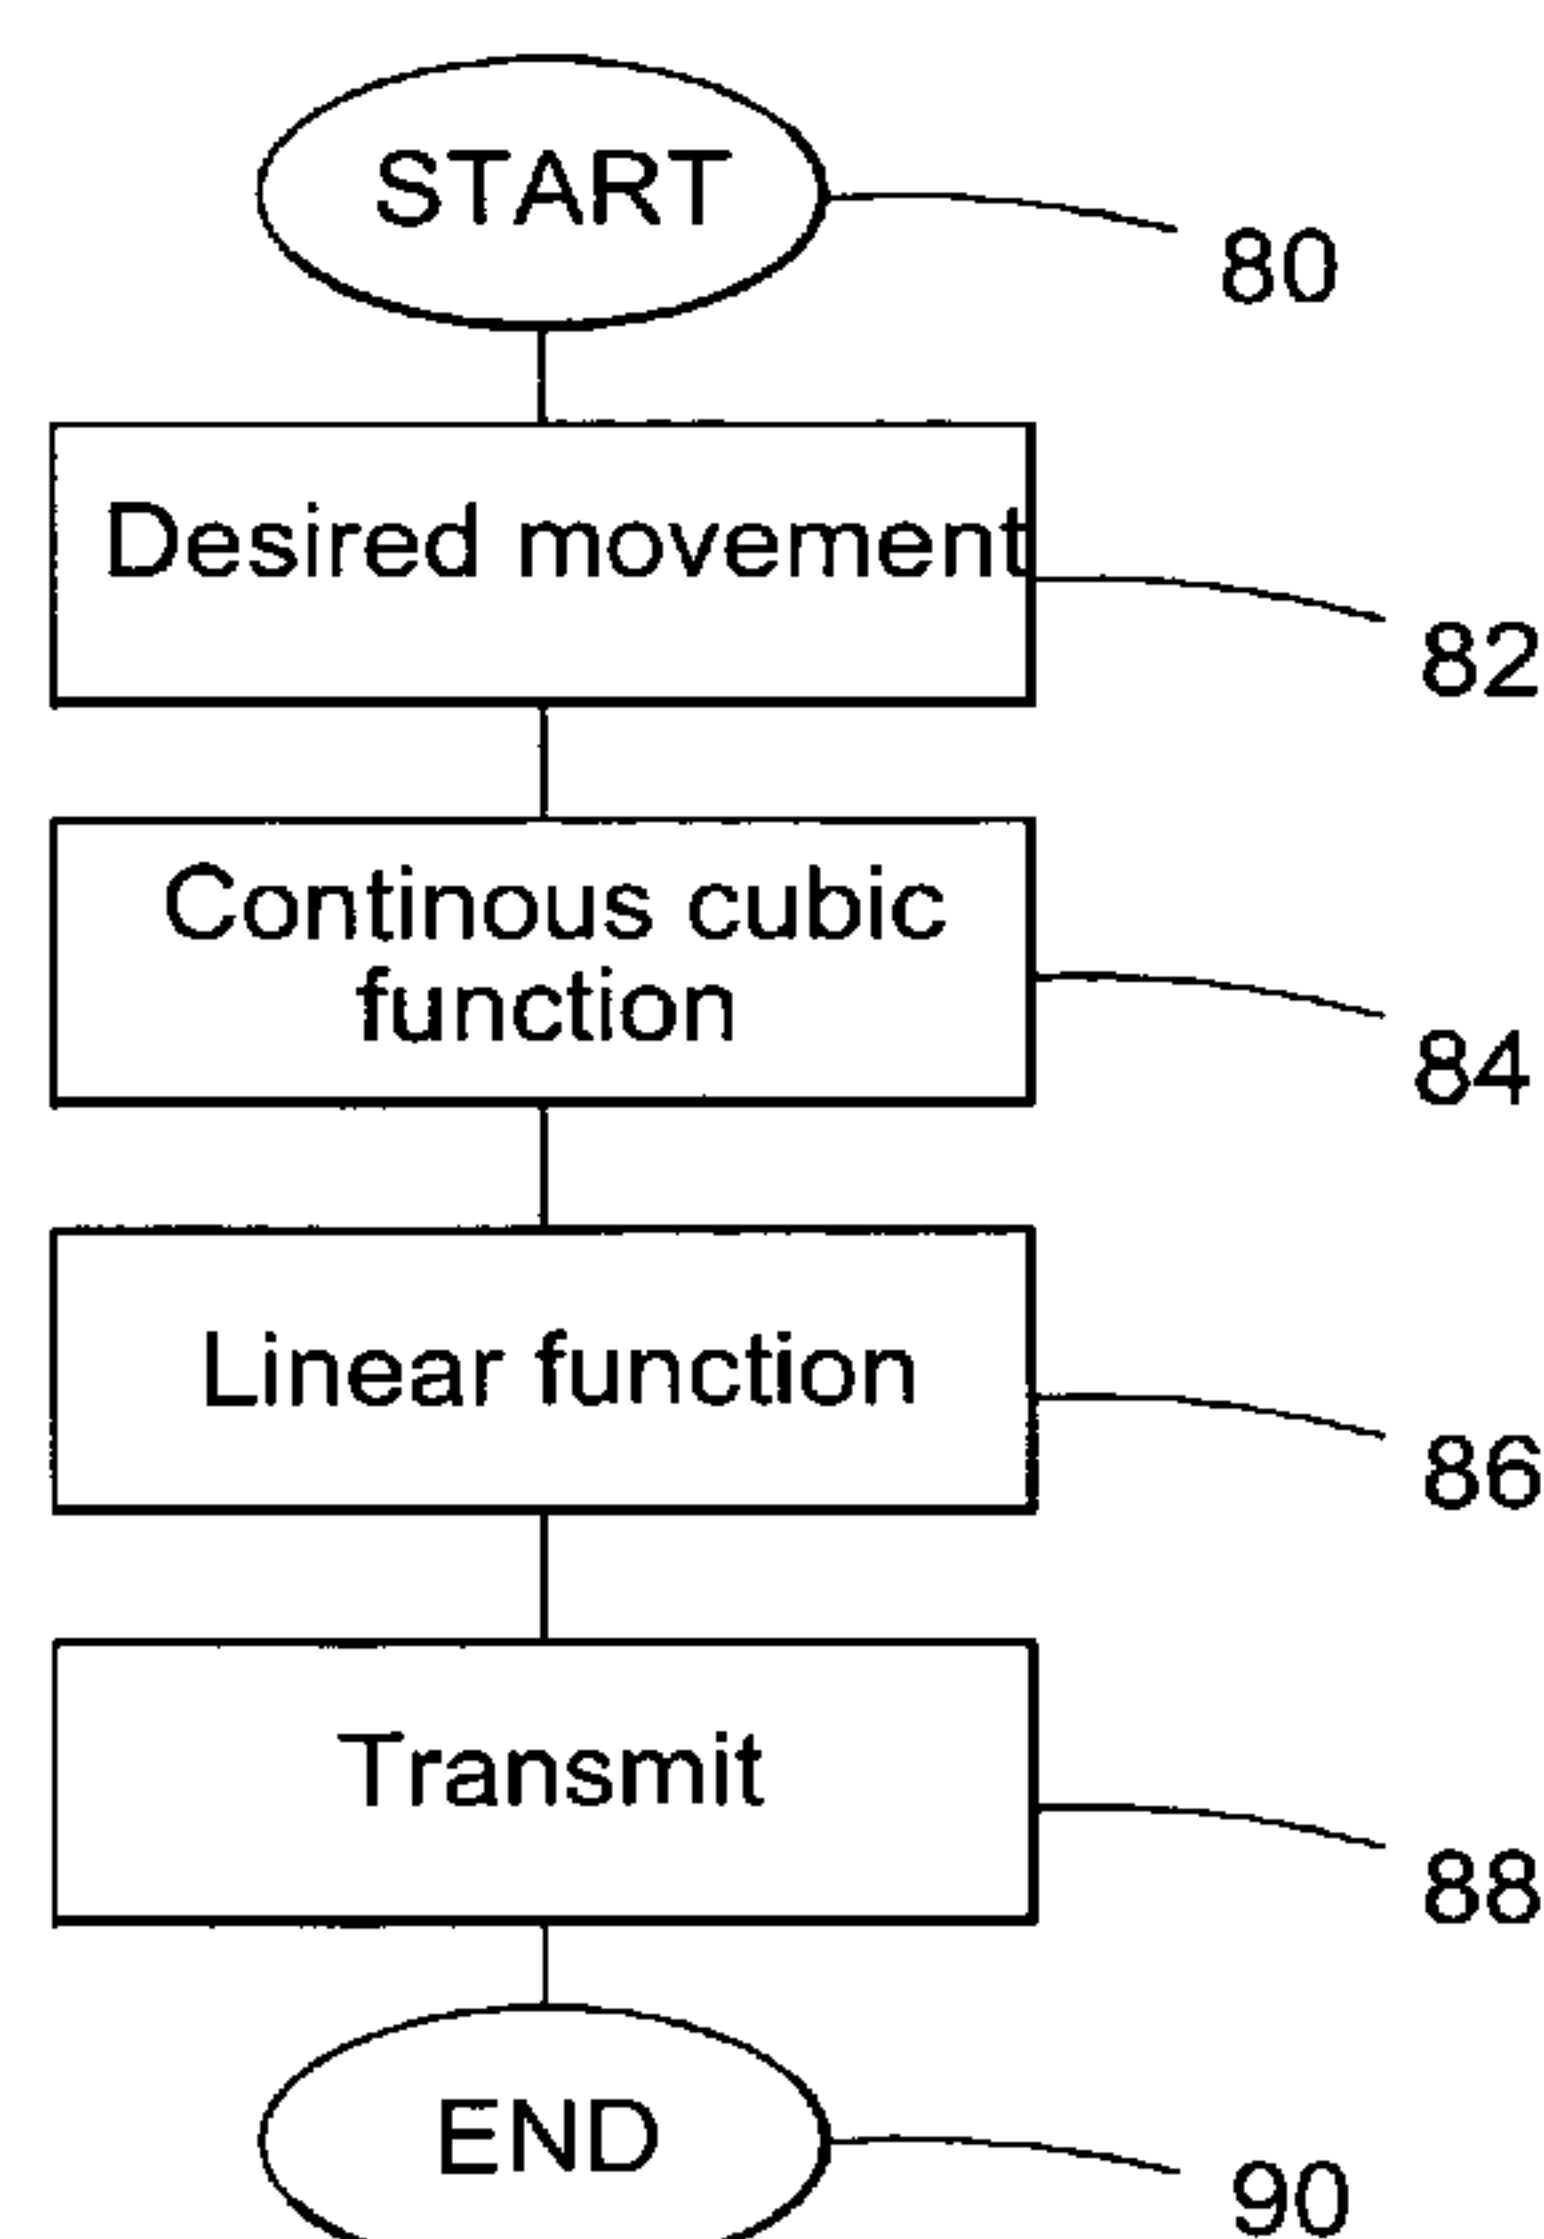 START
80
Desired movement
82
Continous cubic
function
84
Linear function
86
Transmit
88
END
90